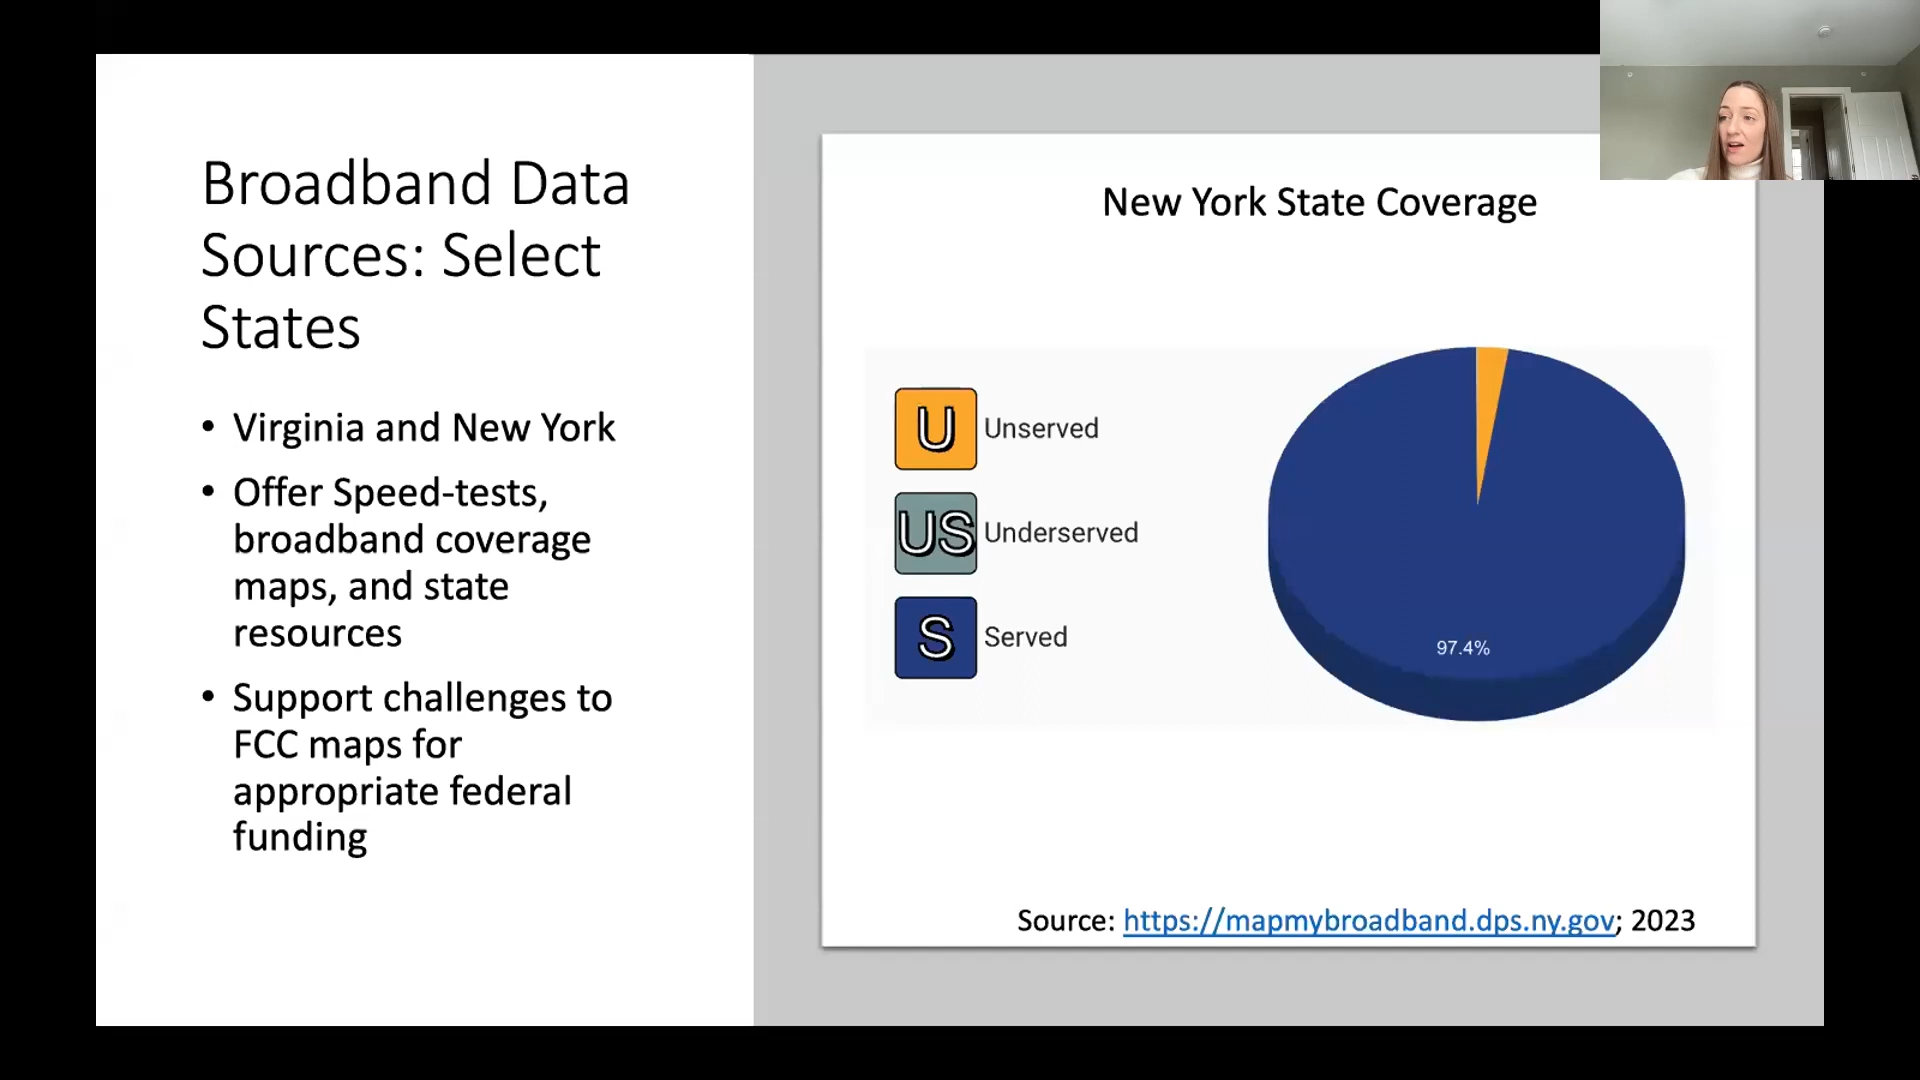 Broadband Data
Sources: Select
States
• Virginia and New York
• Offer Speed-tests,
broadband coverage
maps, and state
resources
• Support challenges to
FCC maps for
appropriate federal
funding
New York State Coverage
U Unserved
US Underserved
S Served
97.4%
Source: https://mapmybroadband.dps.ny.gov; 2023